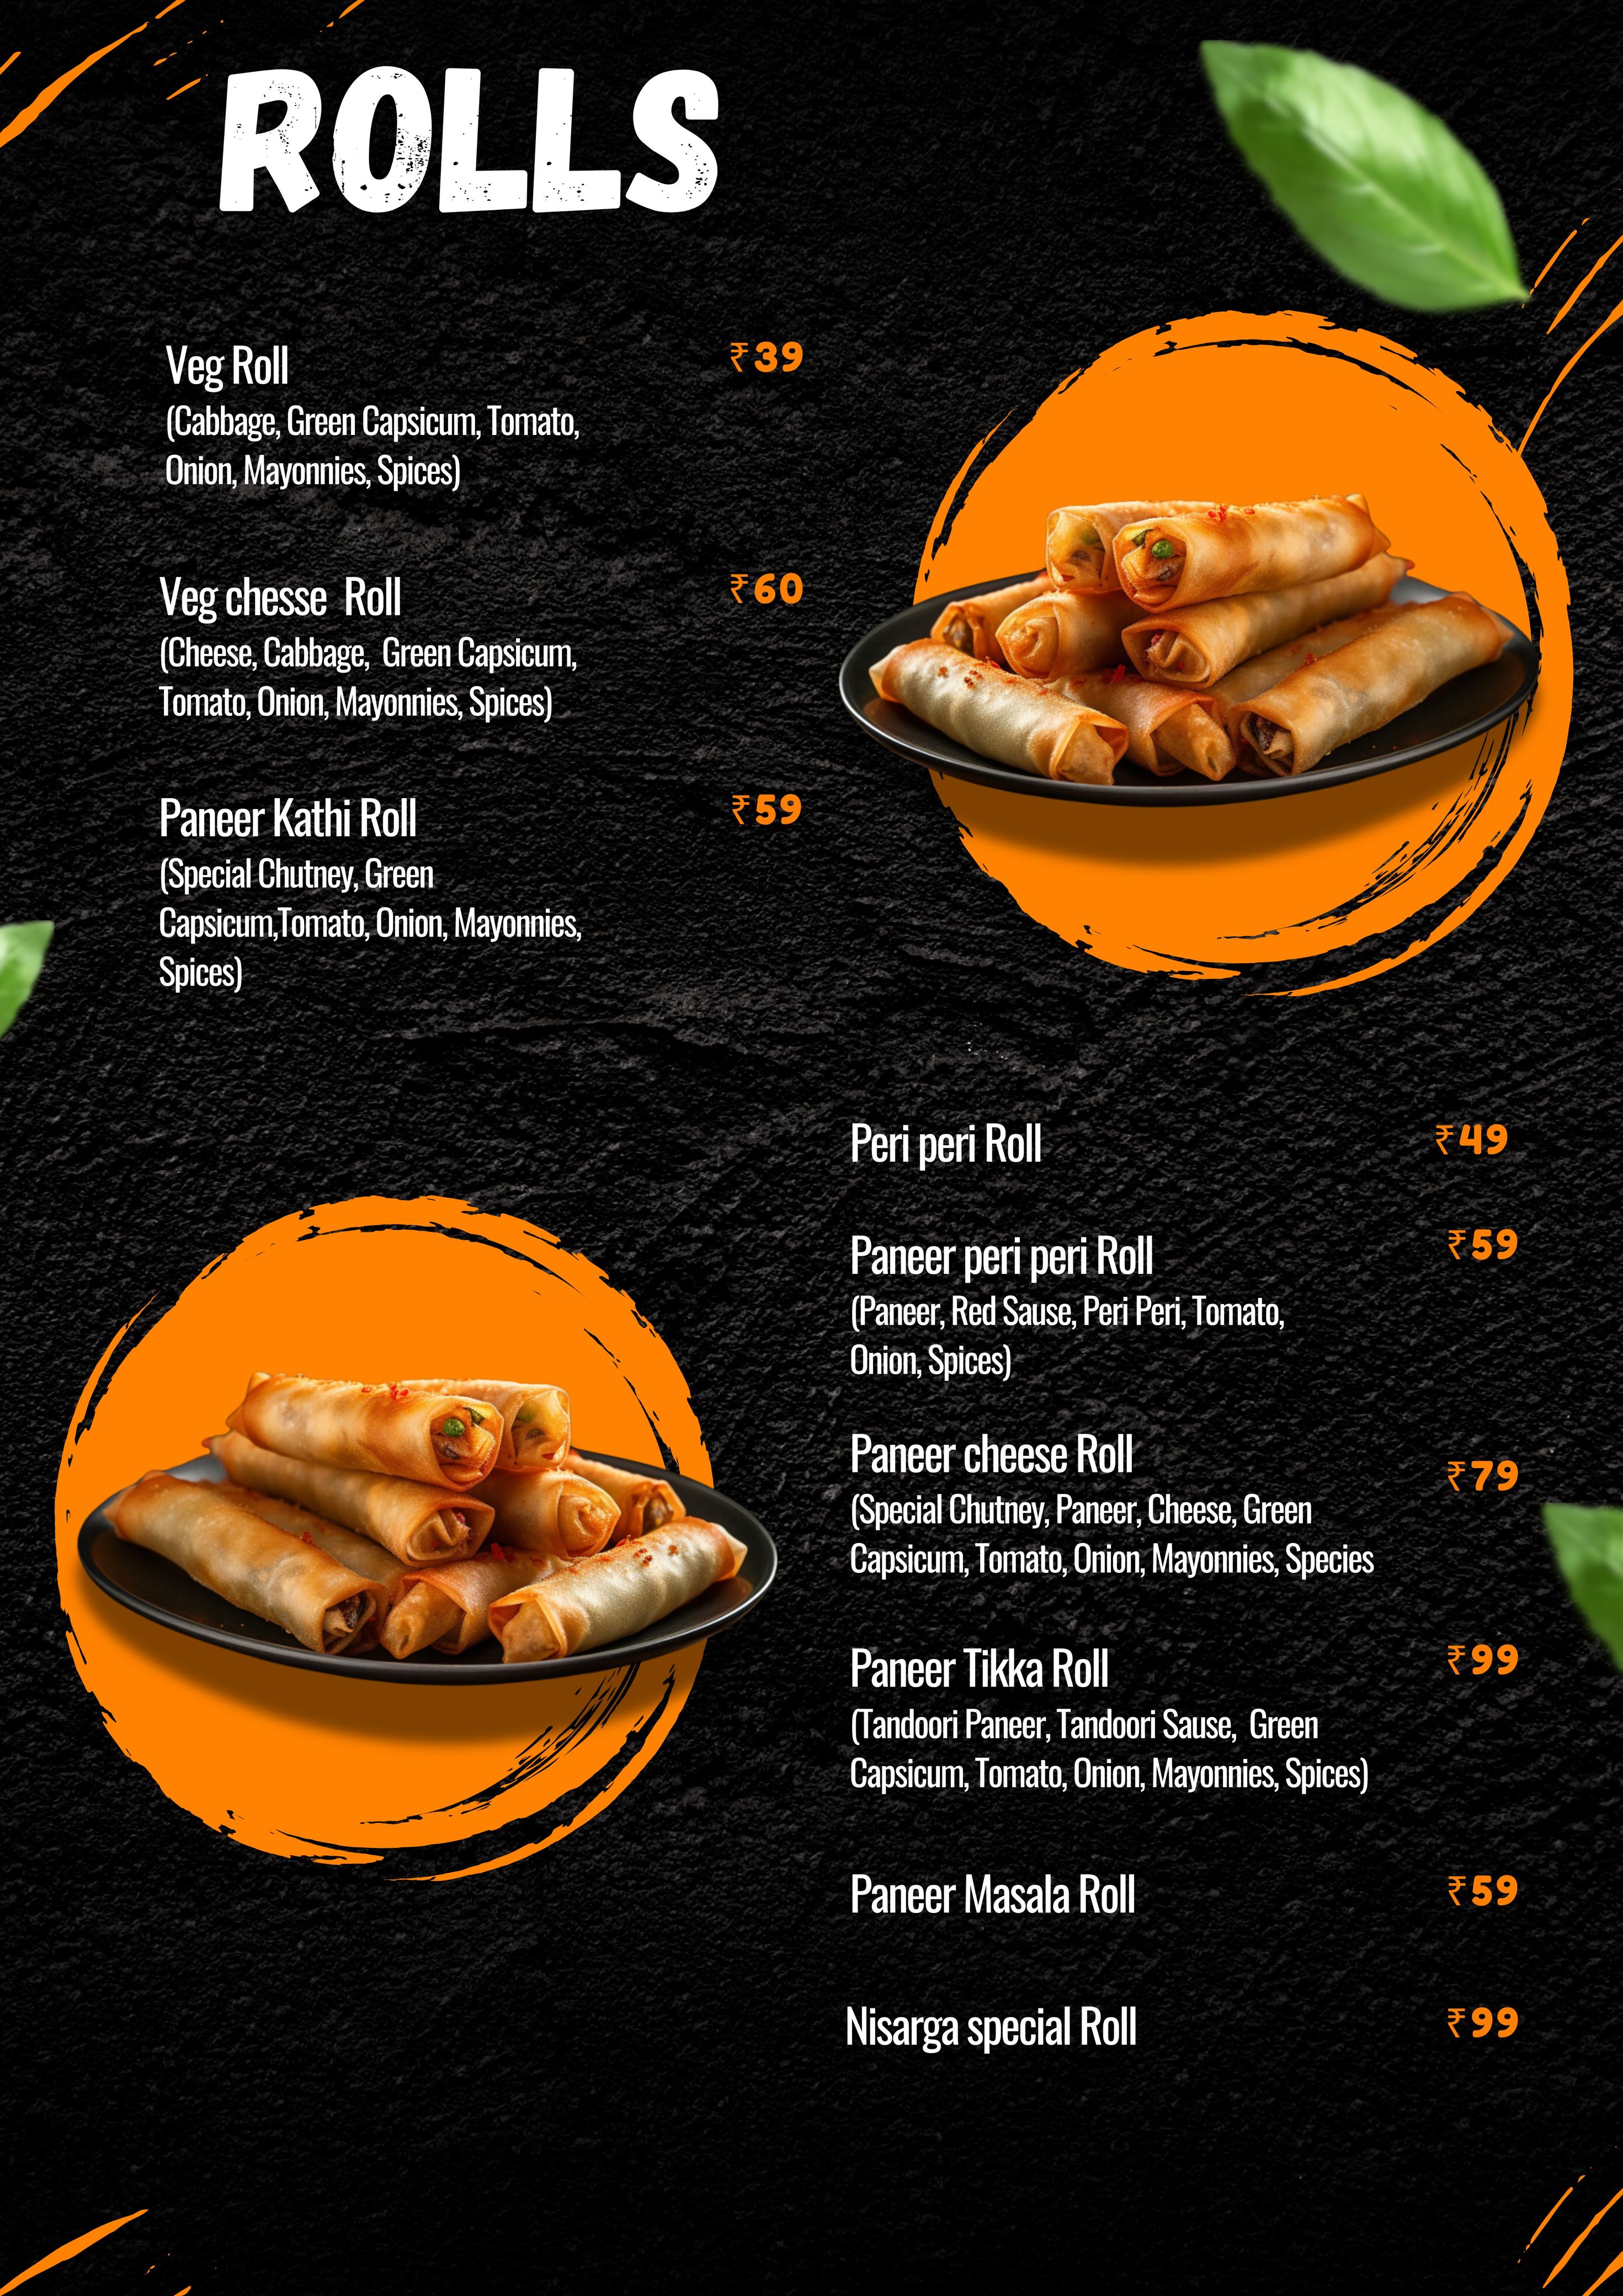 ROLLS
Veg Roll ₹39
(Cabbage, Green Capsicum, Tomato,
Onion, Mayonnies, Spices)
Veg chesse Roll ₹60
(Cheese, Cabbage, Green Capsicum,
Tomato, Onion, Mayonnies, Spices)
Paneer Kathi Roll ₹59
(Special Chutney, Green
Capsicum,Tomato, Onion, Mayonnies,
Spices)
Peri peri Roll ₹49
Paneer peri peri Roll ₹59
(Paneer, Red Sause, Peri Peri, Tomato,
Onion, Spices)
Paneer cheese Roll ₹79
(Special Chutney, Paneer, Cheese, Green
Capsicum, Tomato, Onion, Mayonnies, Species
Paneer Tikka Roll ₹99
(Tandoori Paneer, Tandoori Sause, Green
Capsicum, Tomato, Onion, Mayonnies, Spices)
Paneer Masala Roll ₹59
Nisarga special Roll ₹99